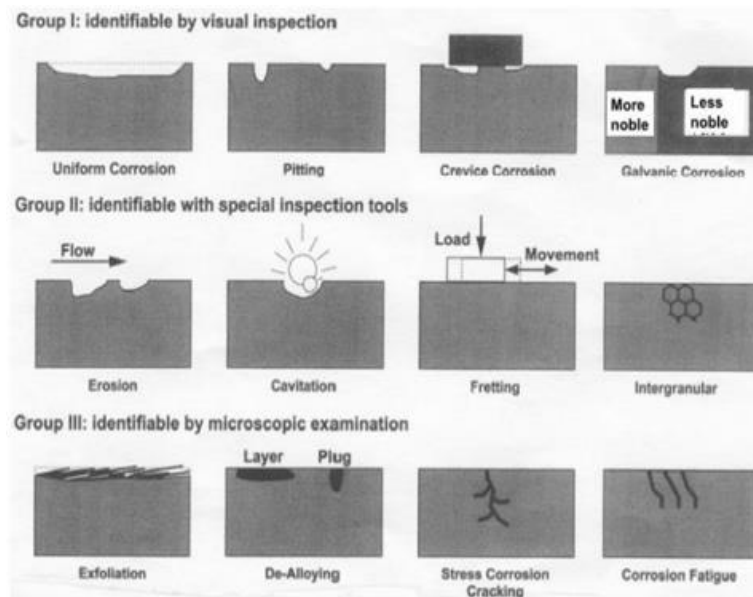 Group I: identifiable by visual inspection
More noble
Less noble
Uniform Corrosion
Pitting
Crevice Corrosion
Galvanic Corrosion
Group II: identifiable with special inspection tools
Flow
Load
Movement
Erosion
Cavitation
Fretting
Intergranular
Group III: identifiable by microscopic examination
Layer
Plug
Exfoliation
De-Alloying
Stress Corrosion
Cracking
Corrosion Fatigue